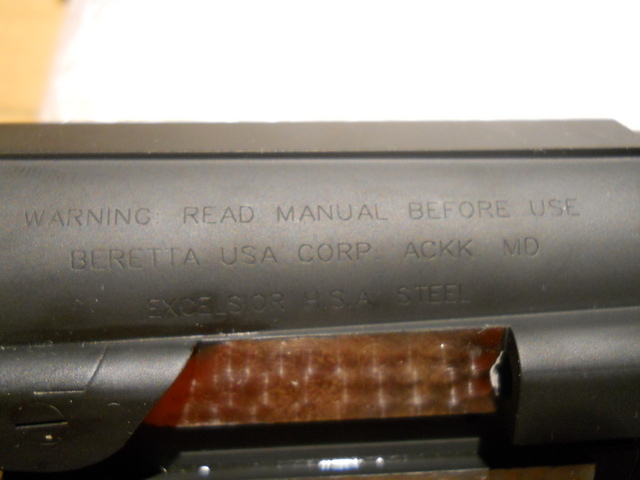 WARNING: READ MANUAL BEFORE USE
BERETTA USA CORP. ACKK MD
EXCELSIOR H.S.A. STEEL